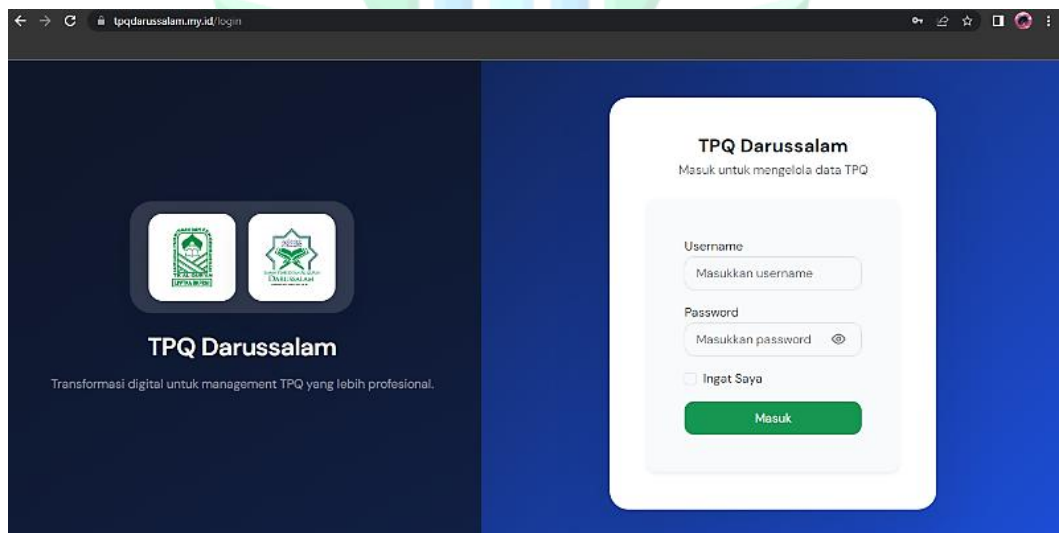 tpqdarussalam.my.id/login
TPQ Darussalam
Transformasi digital untuk management TPQ yang lebih profesional.
TPQ Darussalam
Masuk untuk mengelola data TPQ
Username
Masukkan username
Password
Masukkan password
Ingat Saya
Masuk